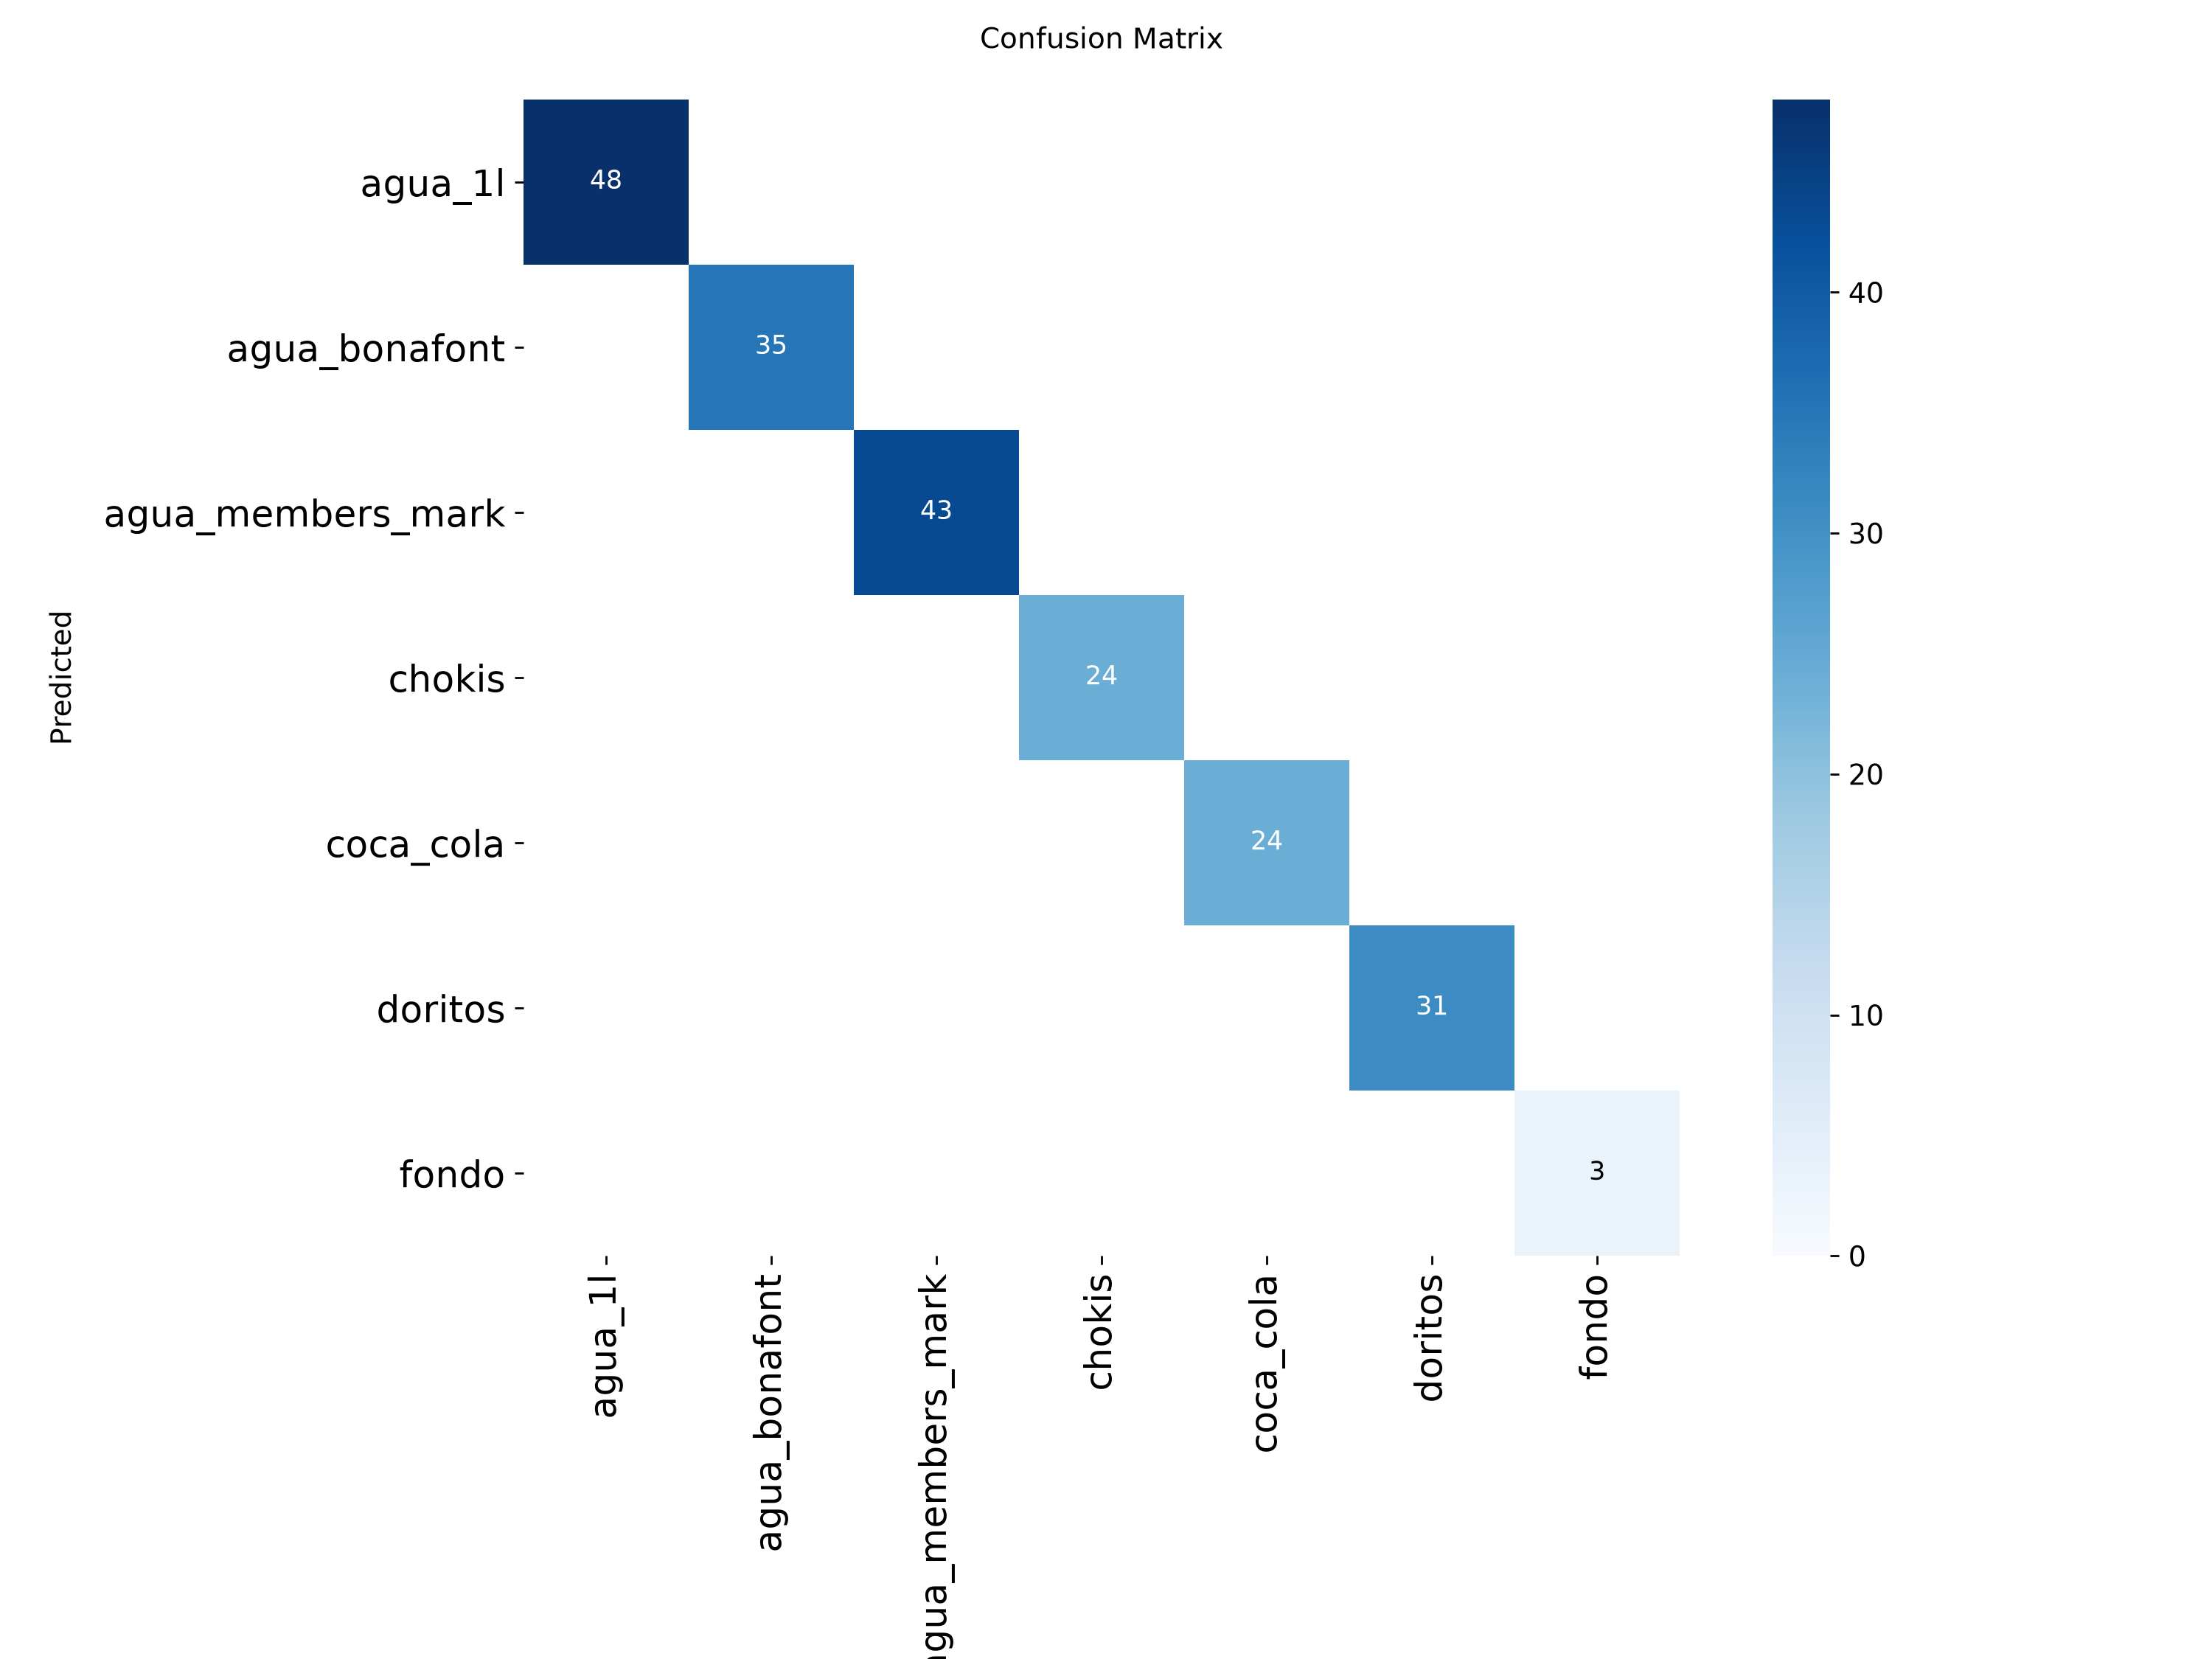 Confusion Matrix
agua_1l
48
agua_bonafont
35
agua_members_mark
43
Predicted
chokis
24
coca_cola
24
doritos
31
fondo
3
agua_1l
agua_bonafont
agua_members_mark
chokis
coca_cola
doritos
fondo
40
30
20
10
0